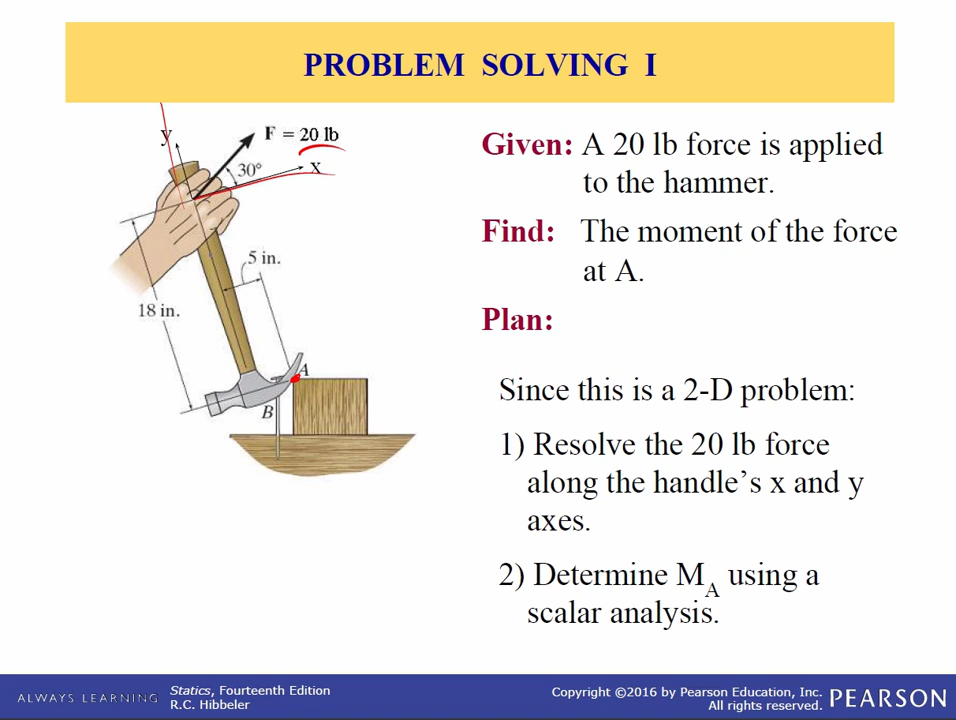 PROBLEM SOLVING I
y
F = 20 lb
30°
x
5 in.
18 in.
A
B
Given: A 20 lb force is applied
to the hammer.
Find: The moment of the force
at A.
Plan:
Since this is a 2-D problem:
1) Resolve the 20 lb force
along the handle’s x and y
axes.
2) Determine MA using a
scalar analysis.
ALWAYS LEARNING
Statics, Fourteenth Edition
R.C. Hibbeler
Copyright ©2016 by Pearson Education, Inc.
All rights reserved.
PEARSON